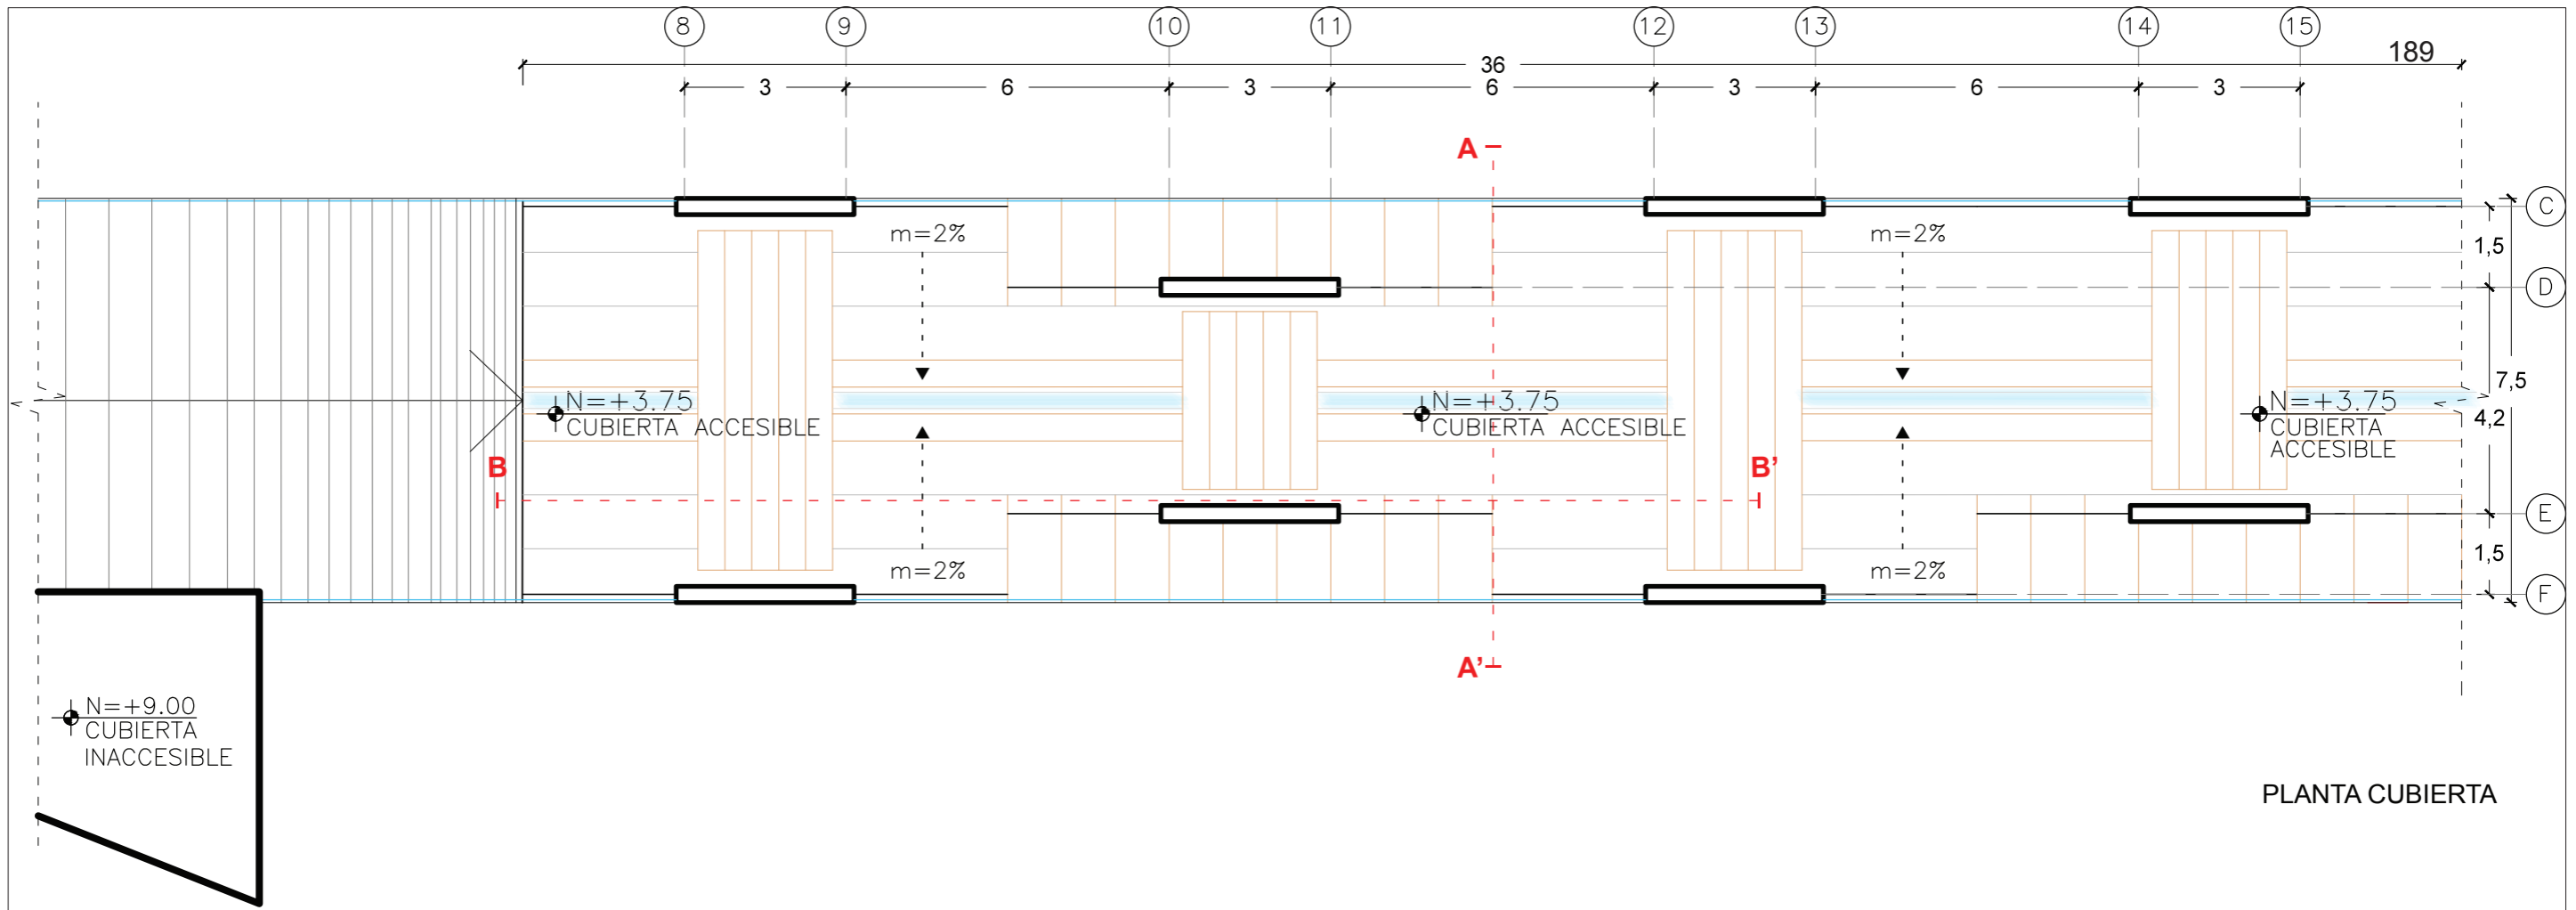 8 9 10 11 12 13 14 15
189
36
3 6 3 6 3 6 3
A
C
m=2% m=2%
1,5
D
7,5
N=+3.75 N=+3.75 N=+3.75
CUBIERTA ACCESIBLE CUBIERTA ACCESIBLE CUBIERTA
ACCESIBLE
4,2
B B'
E
1,5
m=2% m=2%
F
A'
N=+9.00
CUBIERTA
INACCESIBLE
PLANTA CUBIERTA